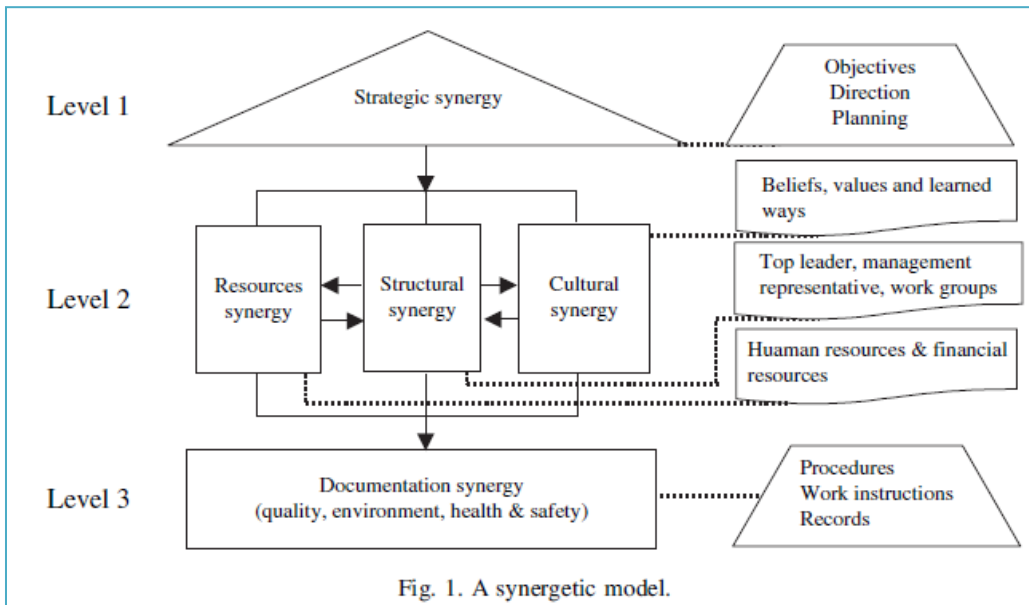 Level 1
Strategic synergy
Objectives
Direction
Planning
Beliefs, values and learned
ways
Level 2
Resources
synergy
Structural
synergy
Cultural
synergy
Top leader, management
representative, work groups
Huaman resources & financial
resources
Level 3
Documentation synergy
(quality, environment, health & safety)
Procedures
Work instructions
Records
Fig. 1. A synergetic model.